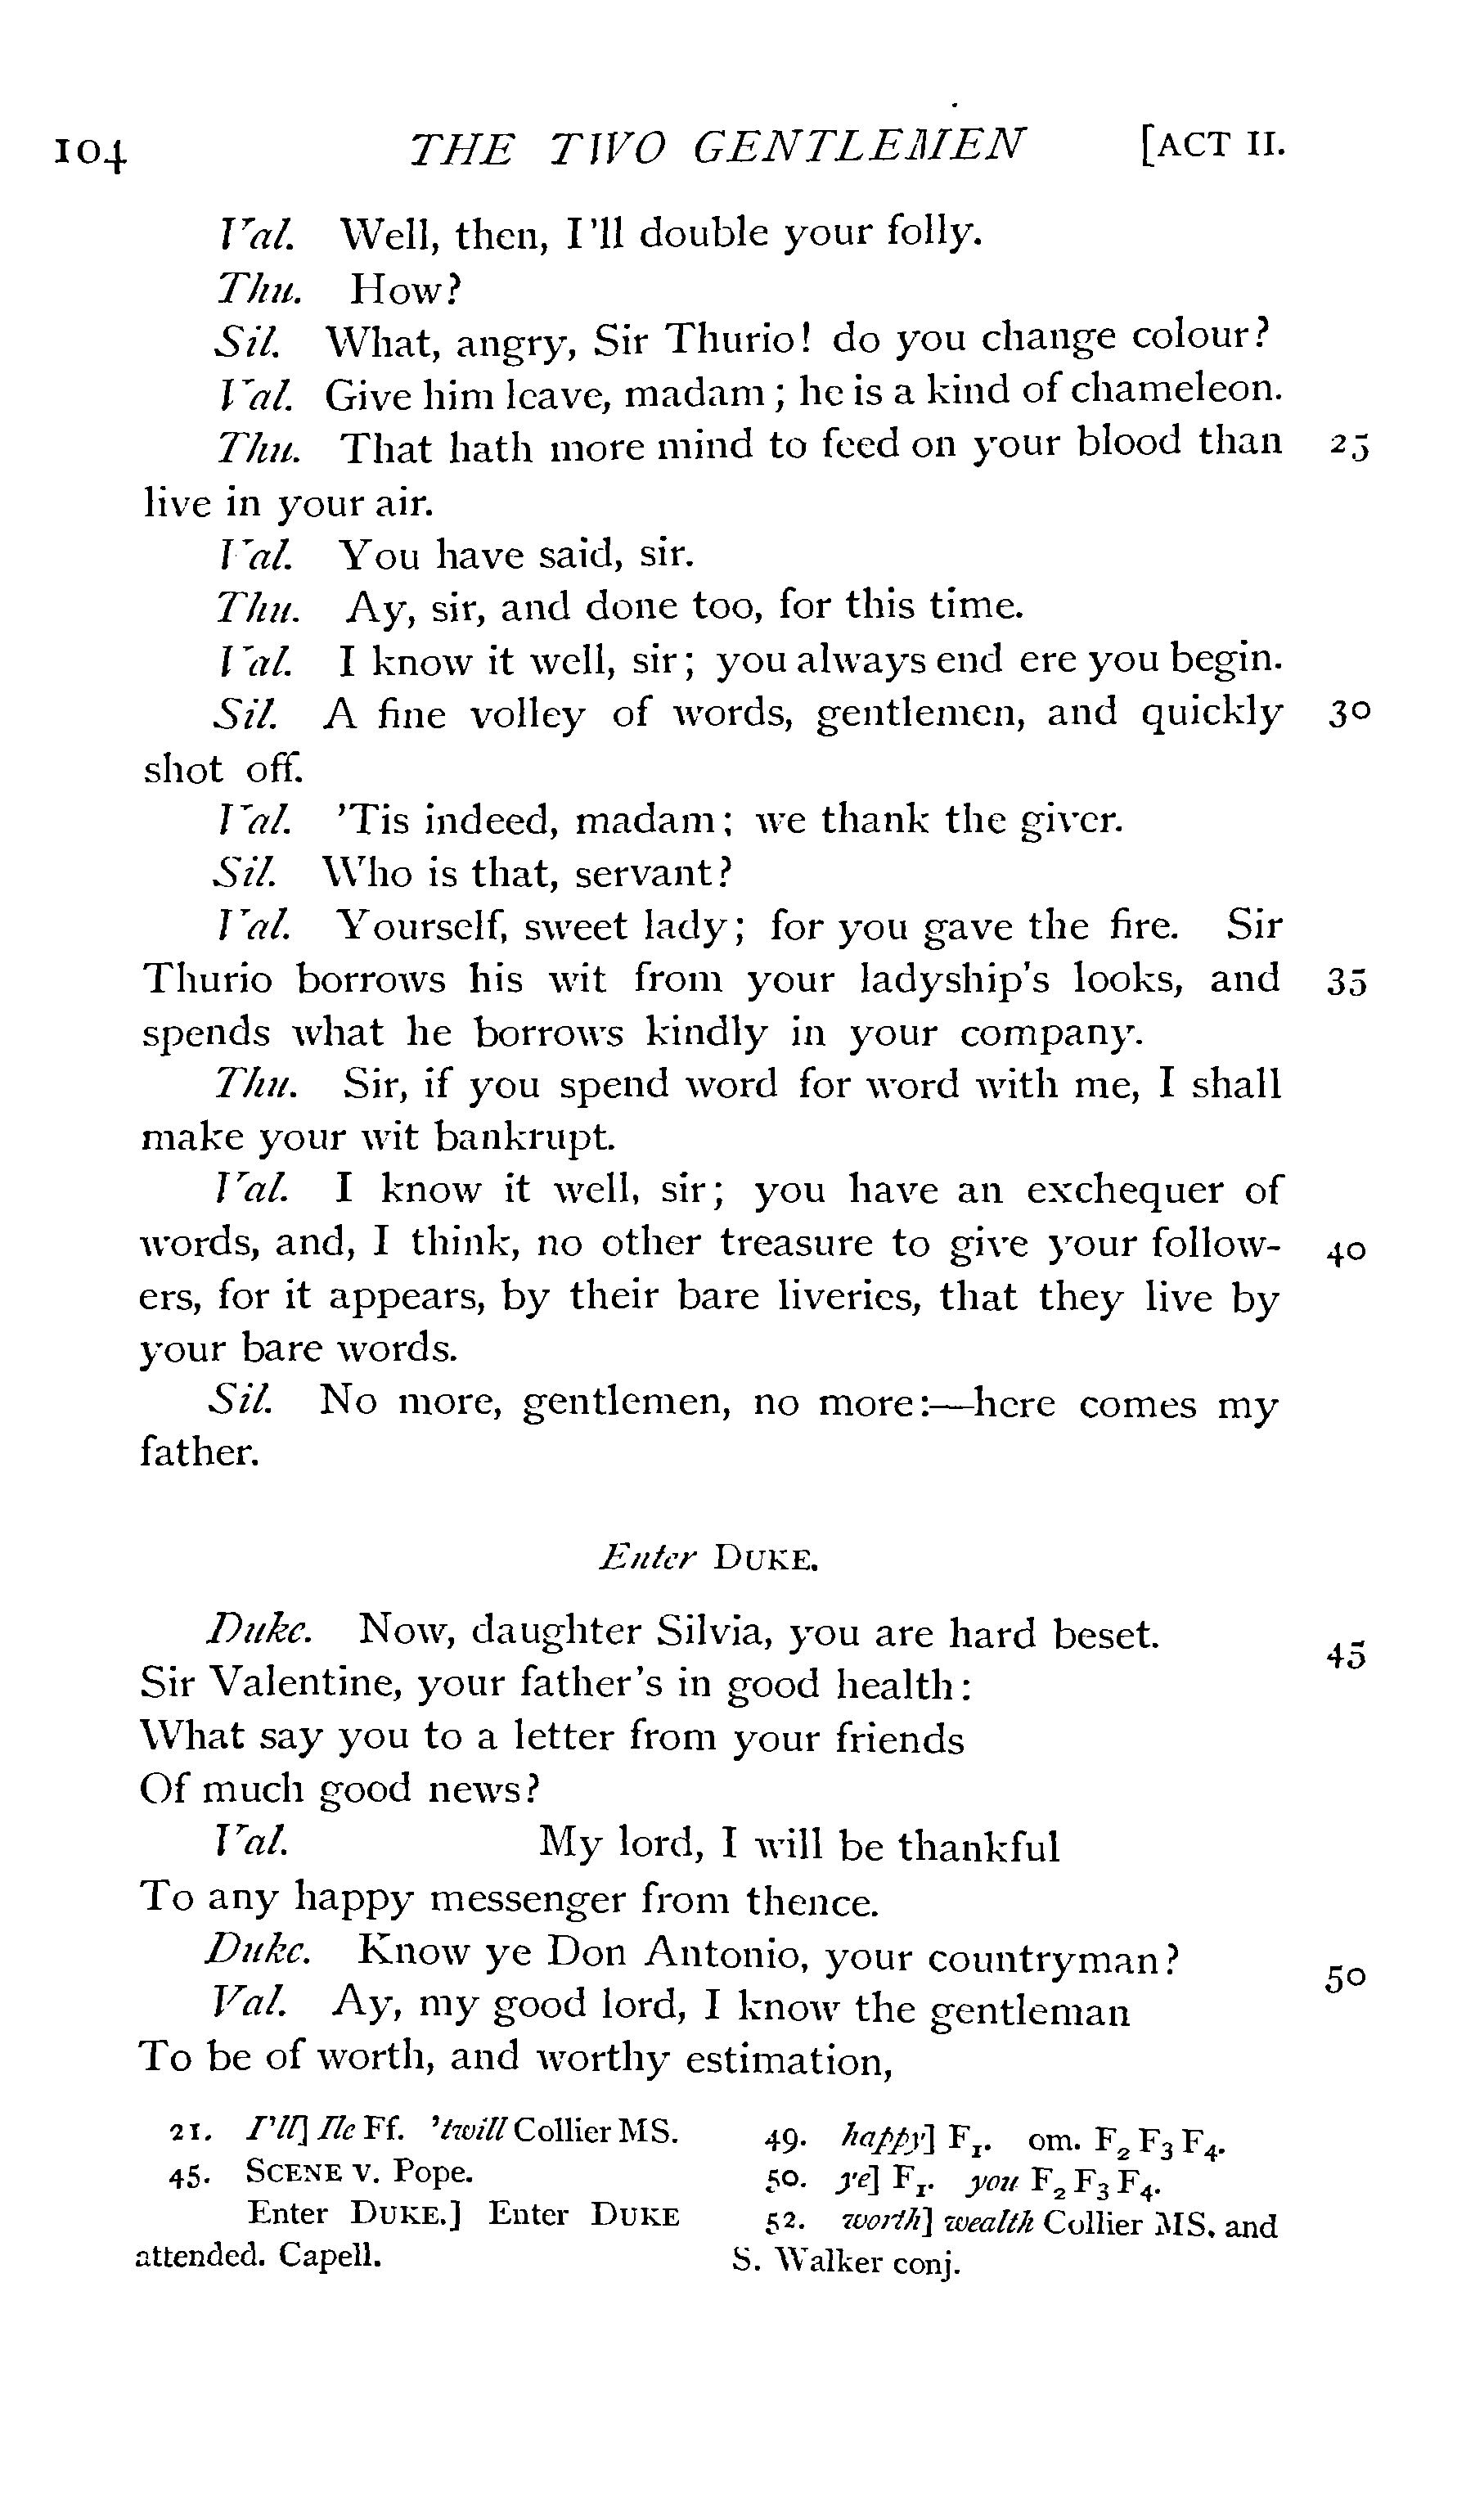 104 THE TWO GENTLEMEN [ACT II.
Val. Well, then, I'll double your folly.
Thu. How?
Sil. What, angry, Sir Thurio! do you change colour?
Val. Give him leave, madam; he is a kind of chameleon.
Thu. That hath more mind to feed on your blood than 25
live in your air.
Val. You have said, sir.
Thu. Ay, sir, and done too, for this time.
Val. I know it well, sir; you always end ere you begin.
Sil. A fine volley of words, gentlemen, and quickly 30
shot off.
Val. 'Tis indeed, madam; we thank the giver.
Sil. Who is that, servant?
Val. Yourself, sweet lady; for you gave the fire. Sir
Thurio borrows his wit from your ladyship's looks, and 35
spends what he borrows kindly in your company.
Thu. Sir, if you spend word for word with me, I shall
make your wit bankrupt.
Val. I know it well, sir; you have an exchequer of
words, and, I think, no other treasure to give your follow- 40
ers, for it appears, by their bare liveries, that they live by
your bare words.
Sil. No more, gentlemen, no more:—here comes my
father.
Enter DUKE.
Duke. Now, daughter Silvia, you are hard beset. 45
Sir Valentine, your father's in good health:
What say you to a letter from your friends
Of much good news?
Val. My lord, I will be thankful
To any happy messenger from thence.
Duke. Know ye Don Antonio, your countryman? 50
Val. Ay, my good lord, I know the gentleman
To be of worth, and worthy estimation,
21. I'll] Ile Ff. 'twill Collier MS.
45. SCENE V. Pope.
Enter DUKE.] Enter DUKE
attended. Capell.
49. happy] F1. om. F2 F3 F4.
50. ye] F1. you F2 F3 F4.
52. worth] wealth Collier MS. and
S. Walker conj.